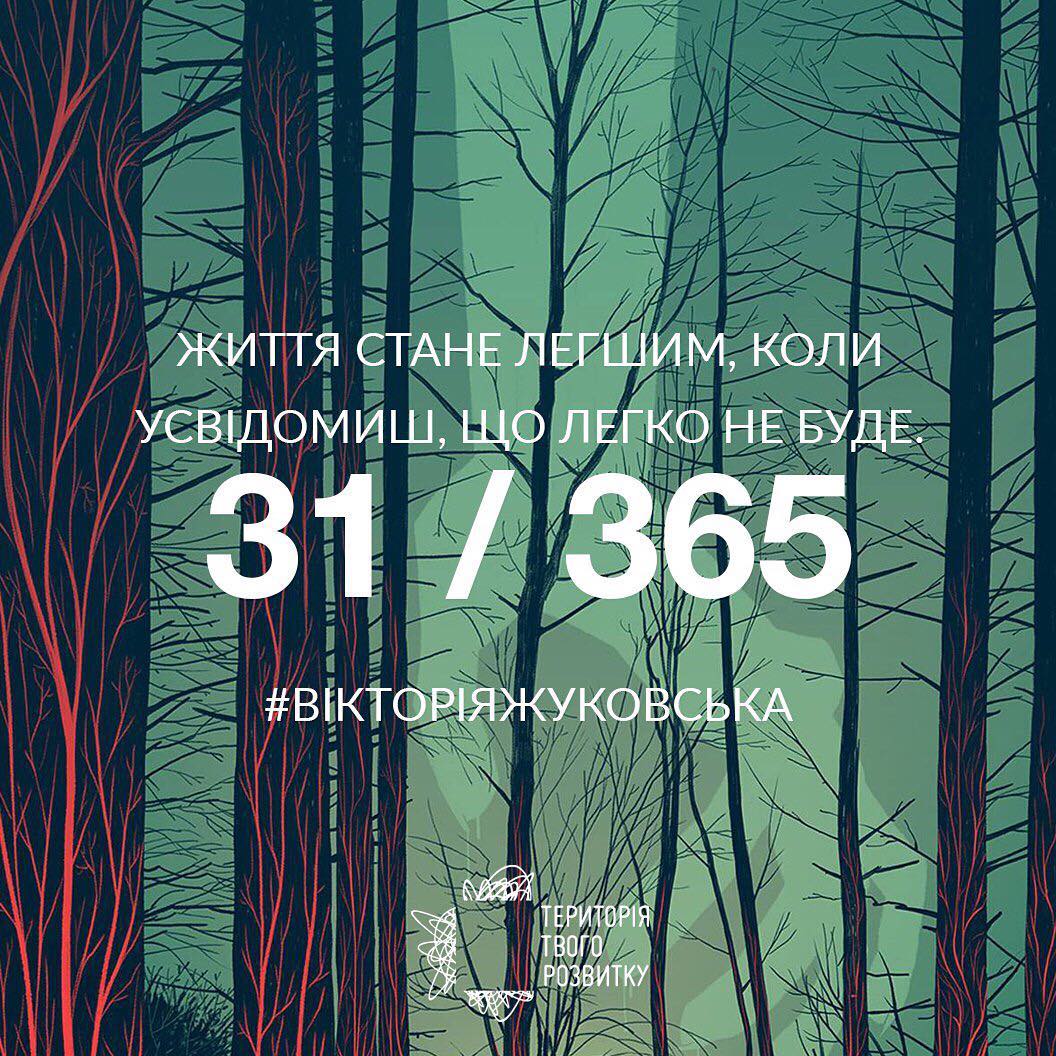 ЖИТТЯ СТАНЕ ЛЕГШИМ, КОЛИ
УСВІДОМИШ, ЩО ЛЕГКО НЕ БУДЕ.
31 / 365
#ВІКТОРІЯЖУКОВСЬКА
ТЕРИТОРІЯ
ТВОГО
РОЗВИТКУ